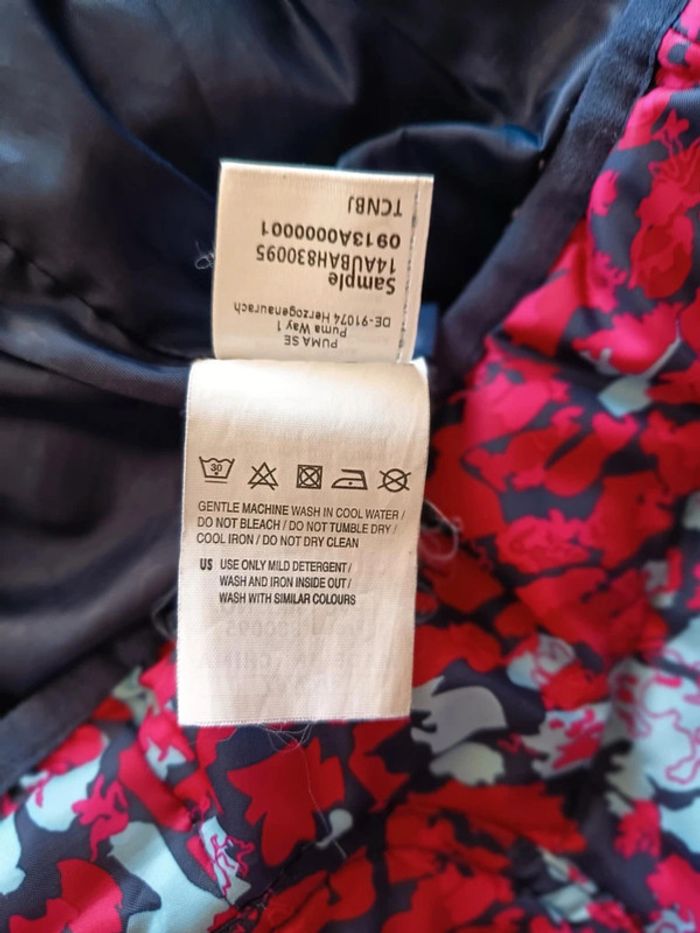 PUMA SE
Puma Way 1
DE-91074 Herzogenaurach
Sample
14AUBAH830095
0913A0000001
TCNBJ
30
GENTLE MACHINE WASH IN COOL WATER /
DO NOT BLEACH / DO NOT TUMBLE DRY /
COOL IRON / DO NOT DRY CLEAN
US USE ONLY MILD DETERGENT /
WASH AND IRON INSIDE OUT /
WASH WITH SIMILAR COLOURS